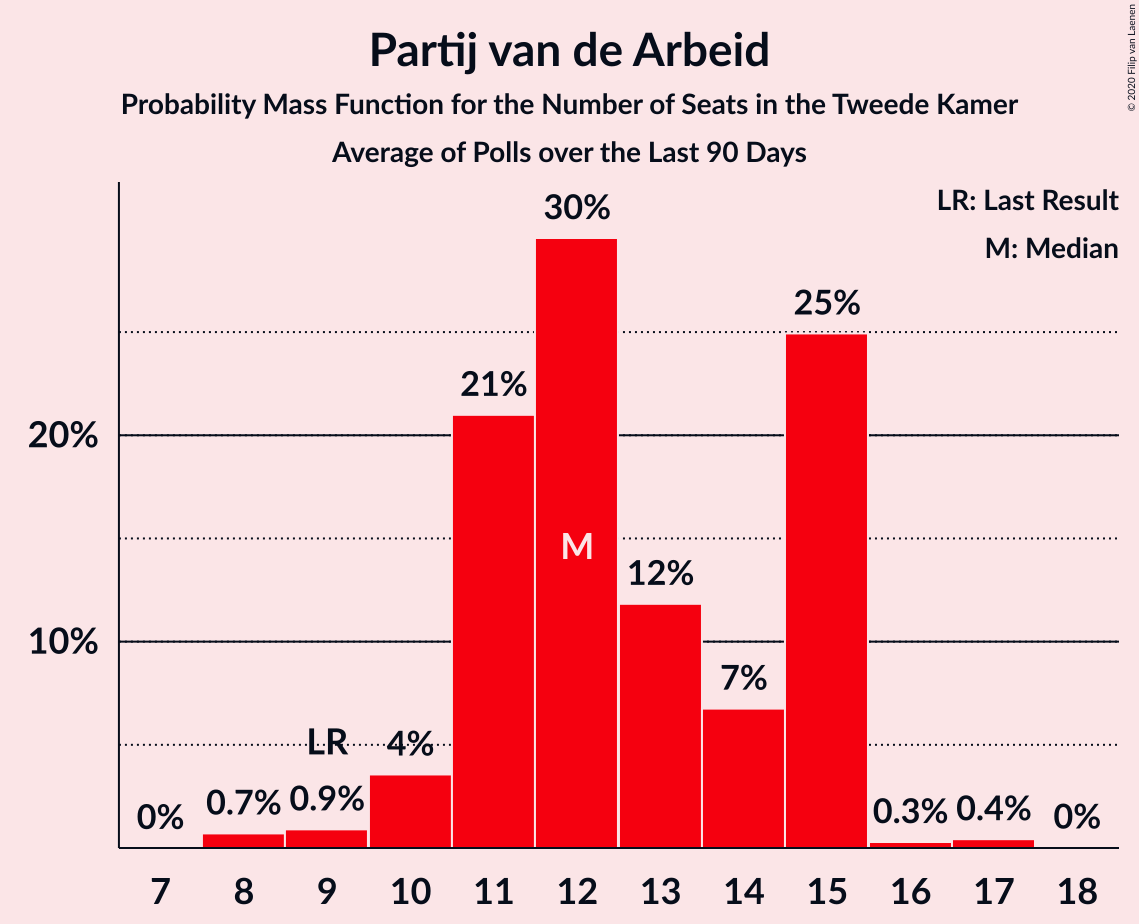 Partij van de Arbeid
Probability Mass Function for the Number of Seats in the Tweede Kamer
Average of Polls over the Last 90 Days
© 2020 Filip van Laenen
LR: Last Result
M: Median
30%
25%
21%
20%
M
12%
10%
7%
LR
4%
0%
0.7%
0.9%
0.3%
0.4%
0%
7 8 9 10 11 12 13 14 15 16 17 18